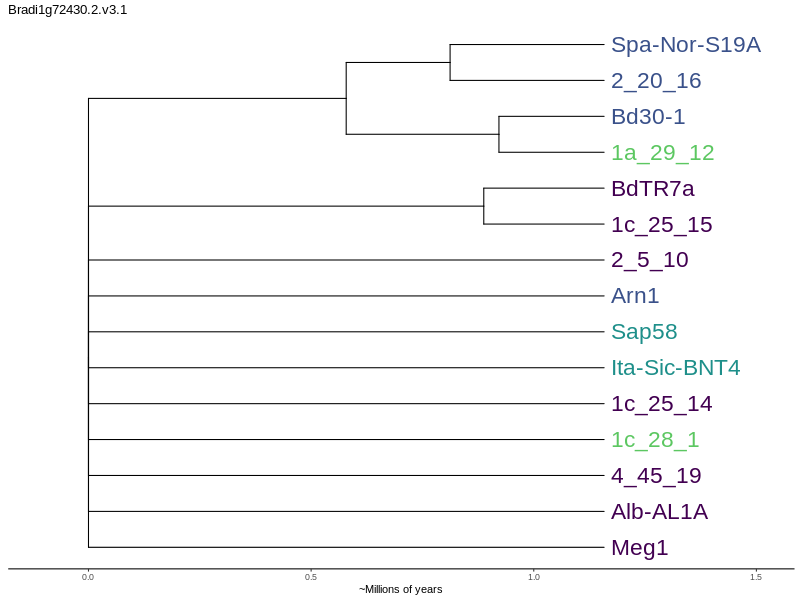 Bradi1g72430.2.v3.1
Spa-Nor-S19A
2_20_16
Bd30-1
1a_29_12
BdTR7a
1c_25_15
2_5_10
Arn1
Sap58
Ita-Sic-BNT4
1c_25_14
1c_28_1
4_45_19
Alb-AL1A
Meg1
0.0 0.5 1.0 1.5
~Millions of years